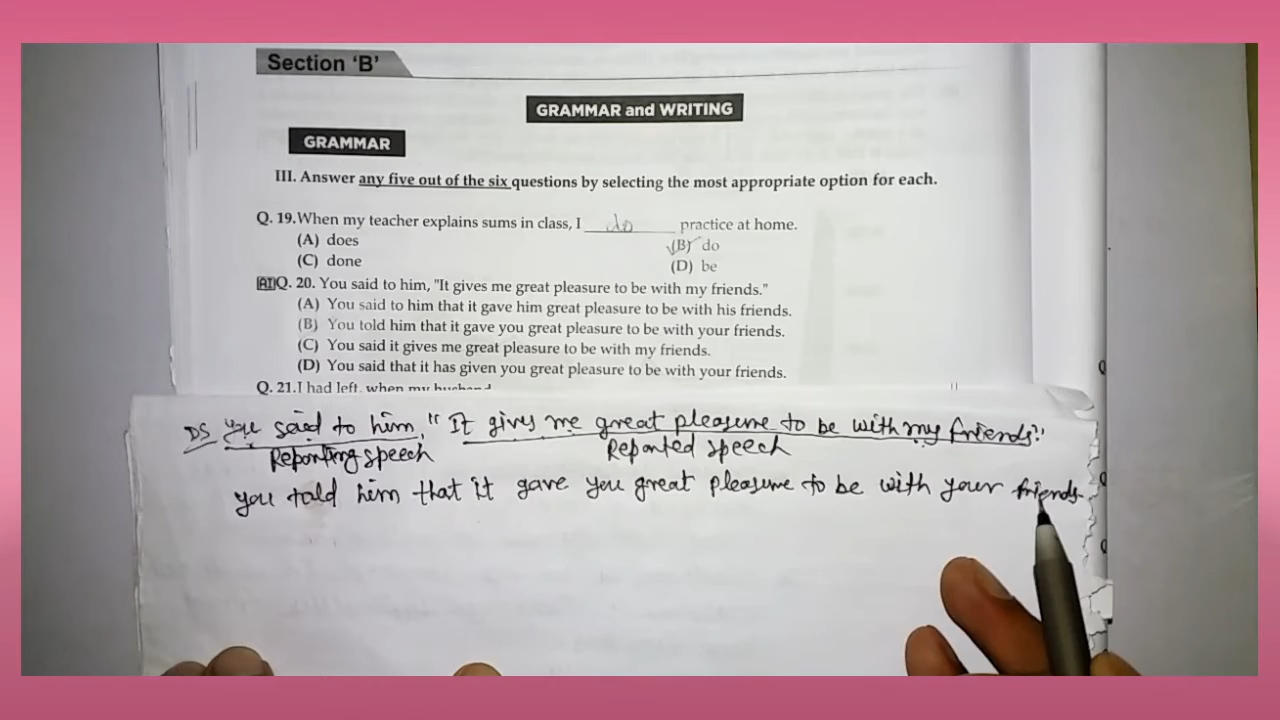 Section 'B'
GRAMMAR and WRITING
GRAMMAR
III. Answer any five out of the six questions by selecting the most appropriate option for each.
Q. 19. When my teacher explains sums in class, I do practice at home.
(A) does (B) do
(C) done (D) be
AI Q. 20. You said to him, "It gives me great pleasure to be with my friends."
(A) You said to him that it gave him great pleasure to be with his friends.
(B) You told him that it gave you great pleasure to be with your friends.
(C) You said it gives me great pleasure to be with my friends.
(D) You said that it has given you great pleasure to be with your friends.
Q. 21. I had left, when my husband
DS You said to him, "It gives me great pleasure to be with my friends."
Reporting speech Reported speech
you told him that it gave you great pleasure to be with your friends.